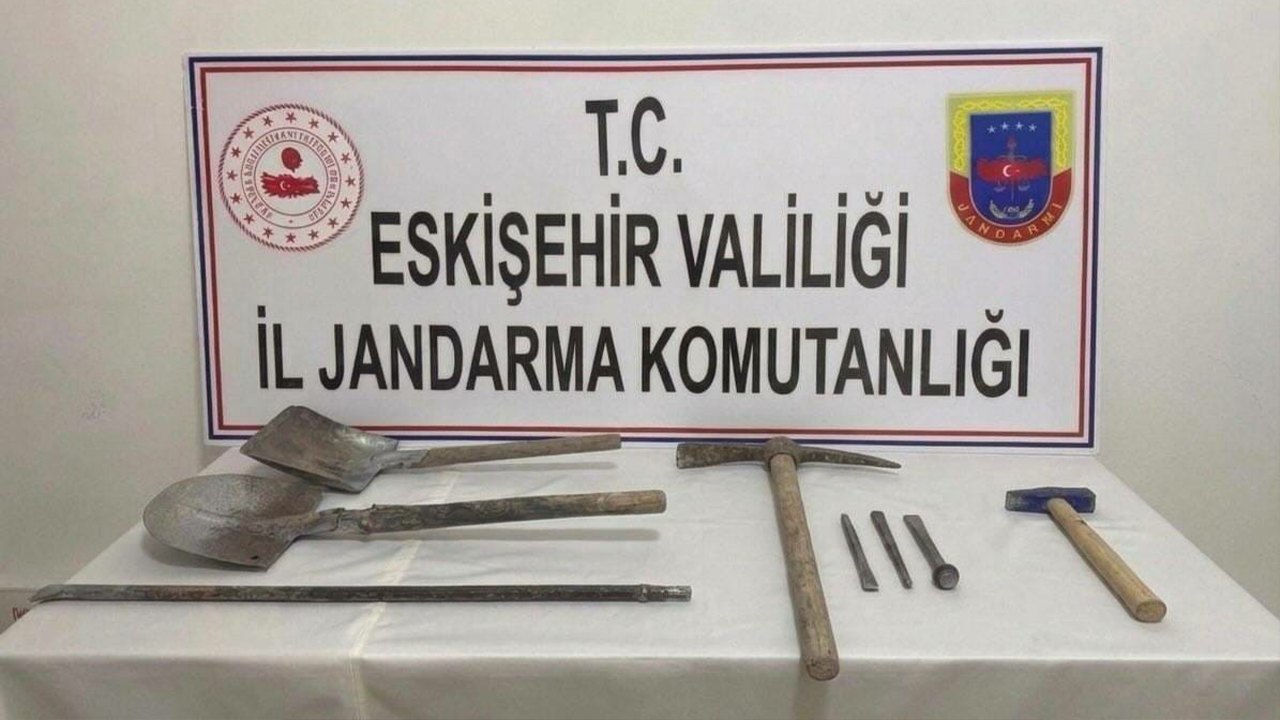 T.C.
ESKİŞEHİR VALİLİĞİ
İL JANDARMA KOMUTANLIĞI
JANDARMA